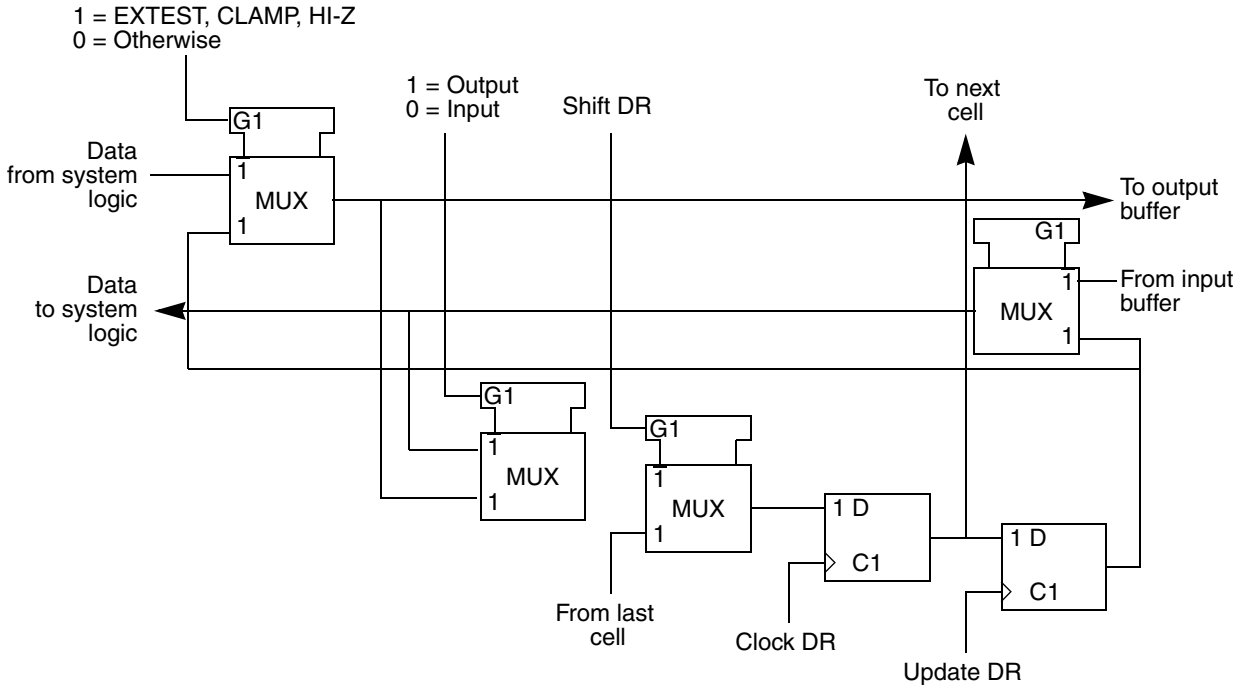 1 = EXTEST, CLAMP, HI-Z
0 = Otherwise
1 = Output
0 = Input
Shift DR
To next
cell
G1
Data
from system
logic
1
MUX
1
To output
buffer
G1
Data
to system
logic
1
MUX
1
From input
buffer
G1
1
MUX
1
G1
1
MUX
1
1 D
C1
1 D
C1
From last
cell
Clock DR
Update DR